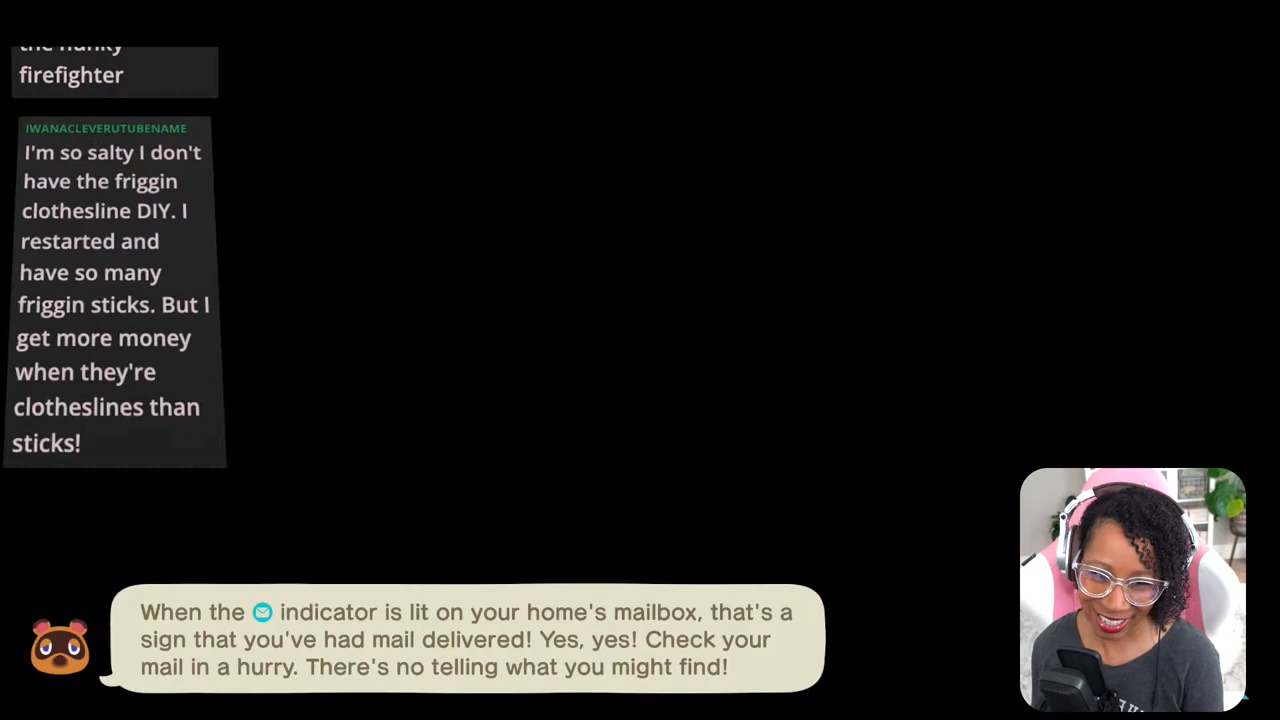 firefighter
IWANACLEVERUTUBENAME
I'm so salty I don't
have the friggin
clothesline DIY. I
restarted and
have so many
friggin sticks. But I
get more money
when they're
clotheslines than
sticks!
When the indicator is lit on your home's mailbox, that's a
sign that you've had mail delivered! Yes, yes! Check your
mail in a hurry. There's no telling what you might find!